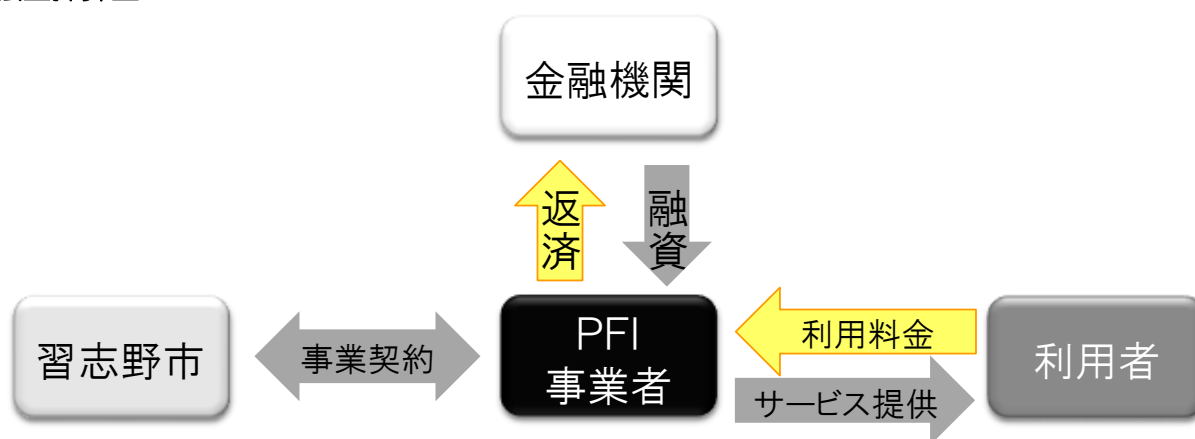 金融機関
返済
融資
習志野市
事業契約
PFI
事業者
利用料金
サービス提供
利用者